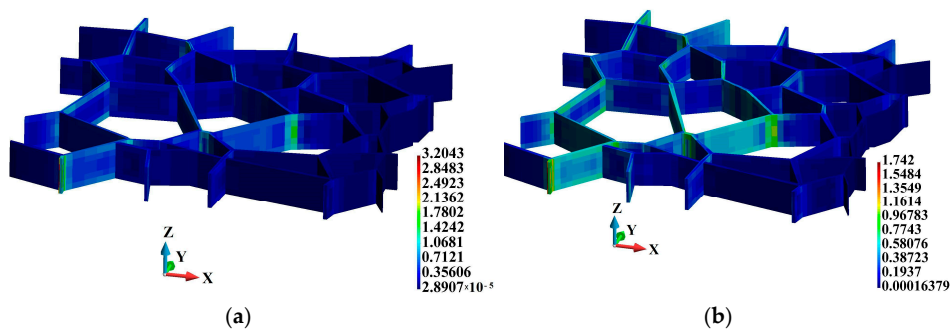 3.2043
2.8483
2.4923
2.1362
1.7802
1.4242
1.0681
0.7121
0.35606
2.8907×10⁻⁵
Z
Y
X
(a)
1.742
1.5484
1.3549
1.1614
0.96783
0.7743
0.58076
0.38723
0.1937
0.00016379
Z
Y
X
(b)